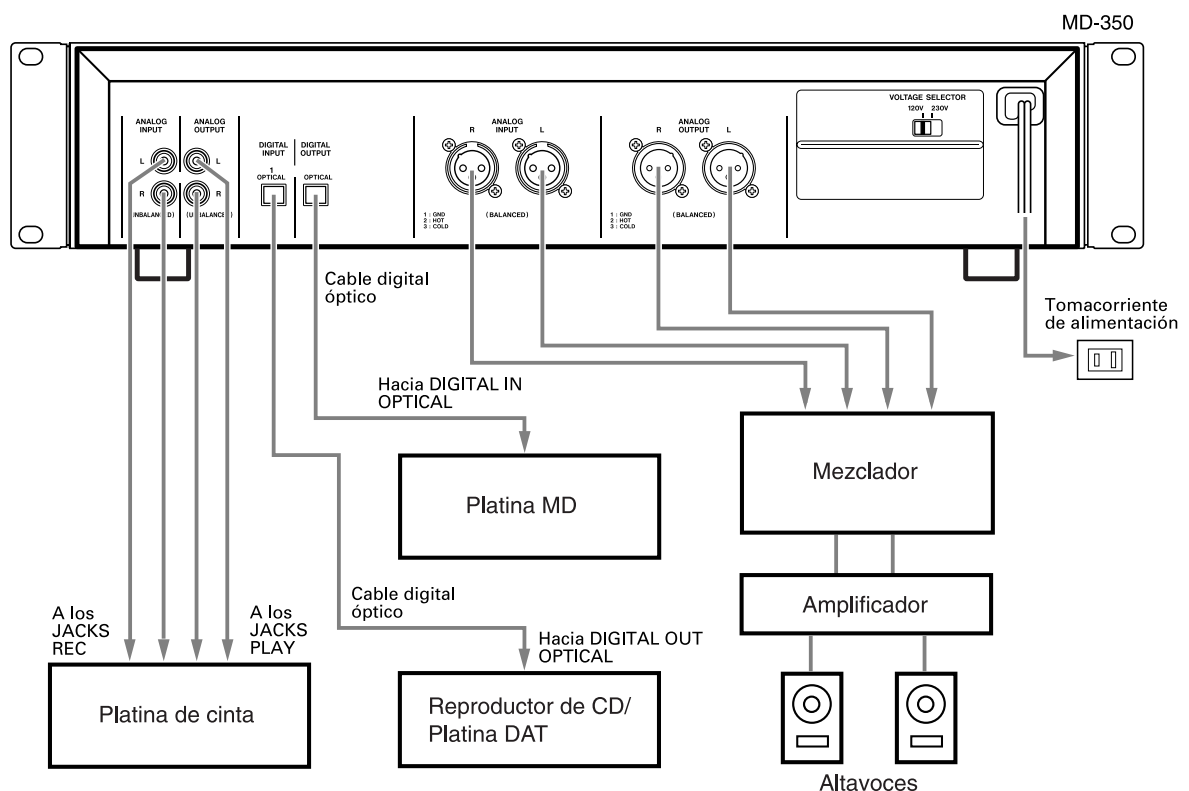 MD-350
VOLTAGE SELECTOR
120V 230V
ANALOG INPUT
ANALOG OUTPUT
L
L
R
R
(UNBALANCED)
DIGITAL INPUT
DIGITAL OUTPUT
1
OPTICAL
OPTICAL
R ANALOG INPUT L
1 : GND
2 : HOT
3 : COLD
(BALANCED)
R ANALOG OUTPUT L
1 : GND
2 : HOT
3 : COLD
(BALANCED)
Cable digital
óptico
Tomacorriente
de alimentación
Hacia DIGITAL IN
OPTICAL
Platina MD
Mezclador
Cable digital
óptico
Amplificador
A los
JACKS
REC
A los
JACKS
PLAY
Hacia DIGITAL OUT
OPTICAL
Platina de cinta
Reproductor de CD/
Platina DAT
Altavoces